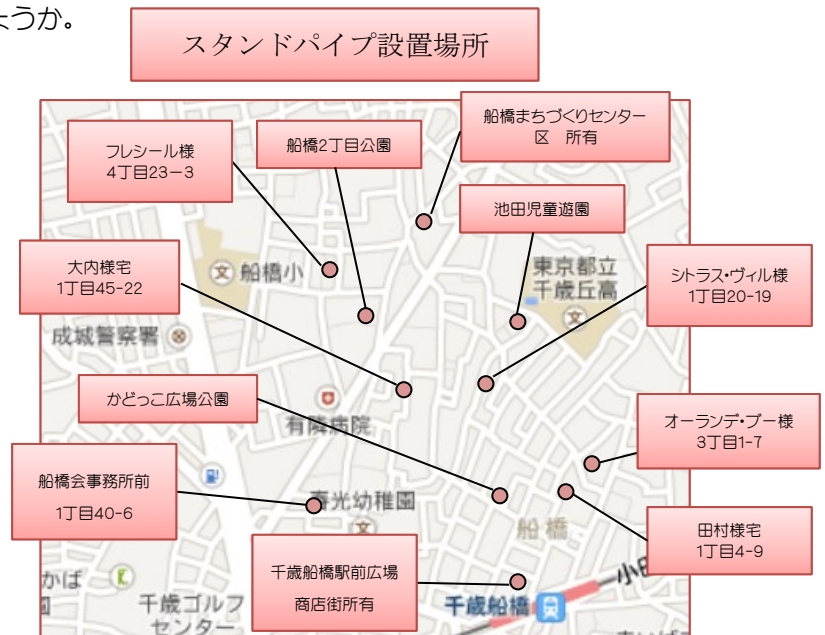 ょうか。
スタンドパイプ設置場所
船橋まちづくりセンター
区 所有
フレシール様
4丁目23－3
船橋2丁目公園
池田児童遊園
大内様宅
1丁目45-22
船橋小
東京都立
千歳丘高
シトラス・ヴィル様
1丁目20-19
成城警察署
かどっこ広場公園
有隣病院
オーランデ・ブー様
3丁目1-7
船橋会事務所前
1丁目40-6
光幼稚園
船橋
田村様宅
1丁目4-9
千歳船橋駅前広場
商店街所有
かば
千歳ゴルフ
センター
千歳船橋
小田